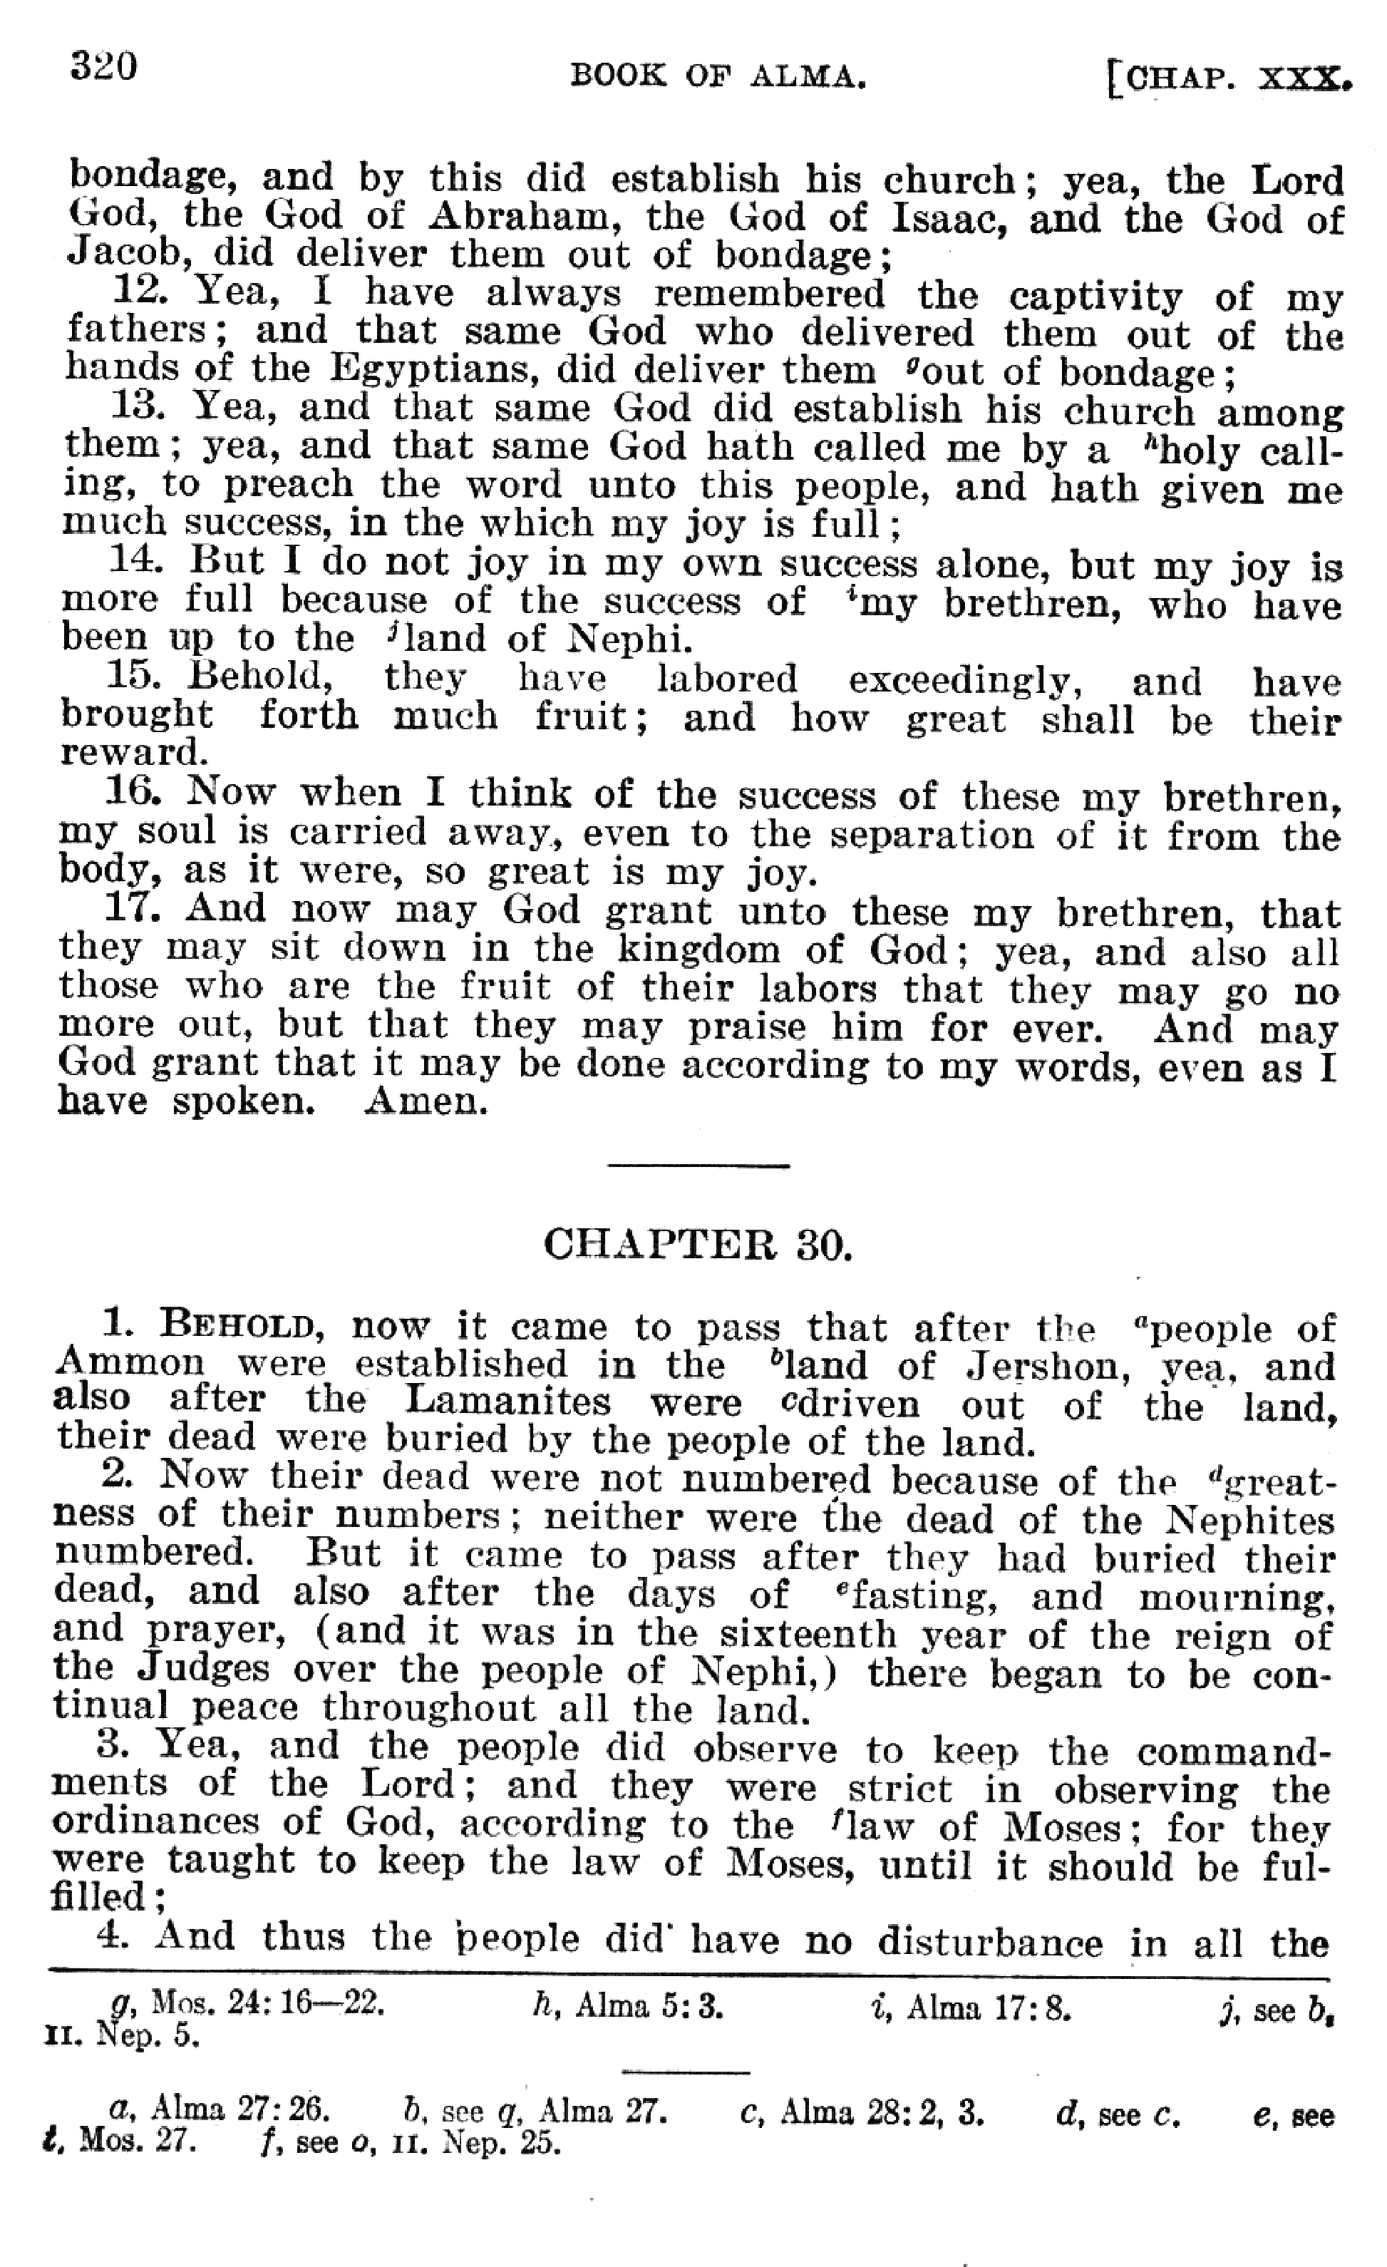 320
BOOK OF ALMA.
[CHAP. XXX.
bondage, and by this did establish his church; yea, the Lord
God, the God of Abraham, the God of Isaac, and the God of
Jacob, did deliver them out of bondage;
12. Yea, I have always remembered the captivity of my
fathers; and that same God who delivered them out of the
hands of the Egyptians, did deliver them gout of bondage;
13. Yea, and that same God did establish his church among
them; yea, and that same God hath called me by a hholy call-
ing, to preach the word unto this people, and hath given me
much success, in the which my joy is full;
14. But I do not joy in my own success alone, but my joy is
more full because of the success of imy brethren, who have
been up to the jland of Nephi.
15. Behold, they have labored exceedingly, and have
brought forth much fruit; and how great shall be their
reward.
16. Now when I think of the success of these my brethren,
my soul is carried away, even to the separation of it from the
body, as it were, so great is my joy.
17. And now may God grant unto these my brethren, that
they may sit down in the kingdom of God; yea, and also all
those who are the fruit of their labors that they may go no
more out, but that they may praise him for ever. And may
God grant that it may be done according to my words, even as I
have spoken. Amen.
CHAPTER 30.
1. BEHOLD, now it came to pass that after the apeople of
Ammon were established in the bland of Jershon, yea, and
also after the Lamanites were cdriven out of the land,
their dead were buried by the people of the land.
2. Now their dead were not numbered because of the dgreat-
ness of their numbers; neither were the dead of the Nephites
numbered. But it came to pass after they had buried their
dead, and also after the days of efasting, and mourning,
and prayer, (and it was in the sixteenth year of the reign of
the Judges over the people of Nephi,) there began to be con-
tinual peace throughout all the land.
3. Yea, and the people did observe to keep the command-
ments of the Lord; and they were strict in observing the
ordinances of God, according to the flaw of Moses; for they
were taught to keep the law of Moses, until it should be ful-
filled;
4. And thus the people did have no disturbance in all the
g, Mos. 24: 16—22. h, Alma 5: 3. i, Alma 17: 8. j, see b,
II. Nep. 5.
a, Alma 27: 26. b, see q, Alma 27. c, Alma 28: 2, 3. d, see c. e, see
t, Mos. 27. f, see o, II. Nep. 25.